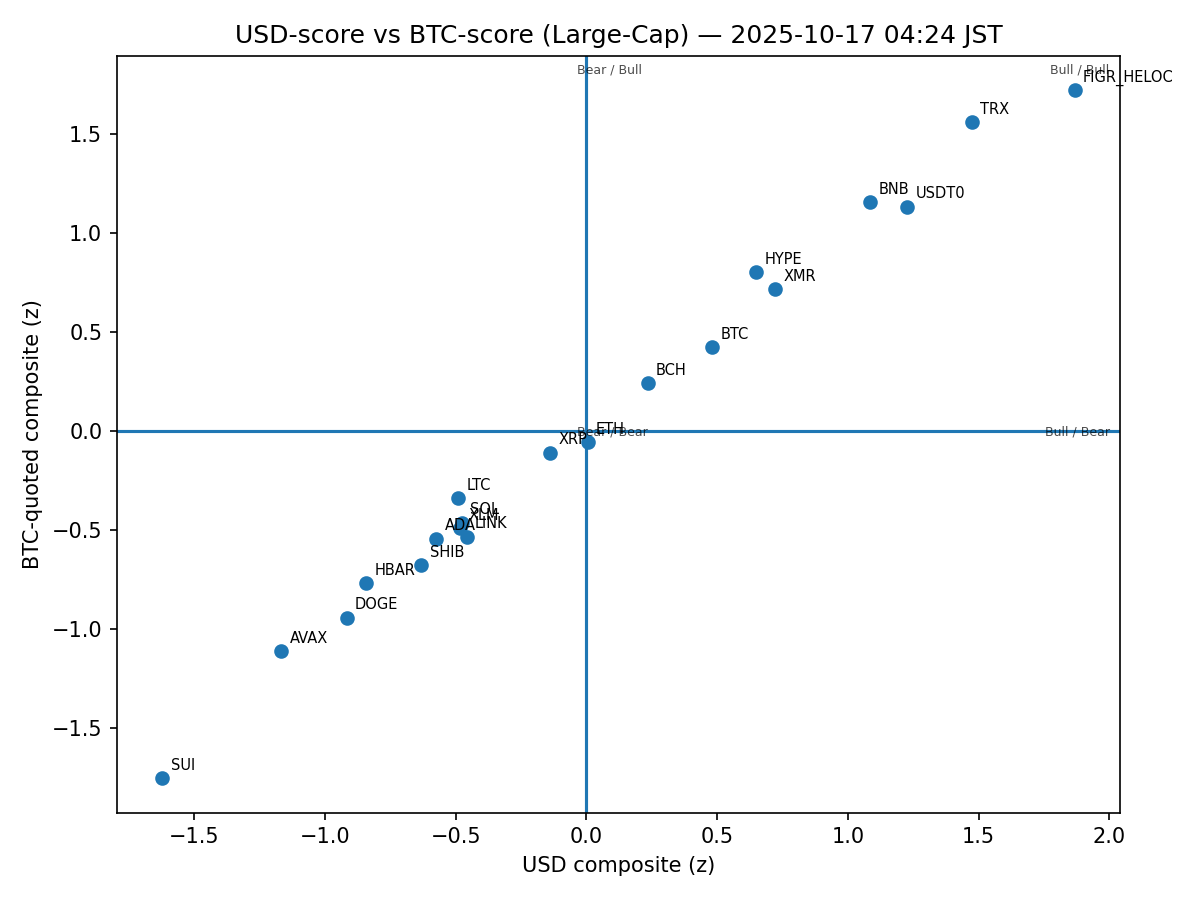 USD-score vs BTC-score (Large-Cap) — 2025-10-17 04:24 JST
Bear / Bull
Bull / Bull
FIGR_HELOC
TRX
BNB
USDT0
HYPE
XMR
BTC
BCH
ETH
Bear / Bear
Bull / Bear
XRP
LTC
SOL
XLM
LINK
ADA
SHIB
HBAR
DOGE
AVAX
SUI
1.5
1.0
0.5
0.0
−0.5
−1.0
−1.5
BTC-quoted composite (z)
−1.5
−1.0
−0.5
0.0
0.5
1.0
1.5
2.0
USD composite (z)